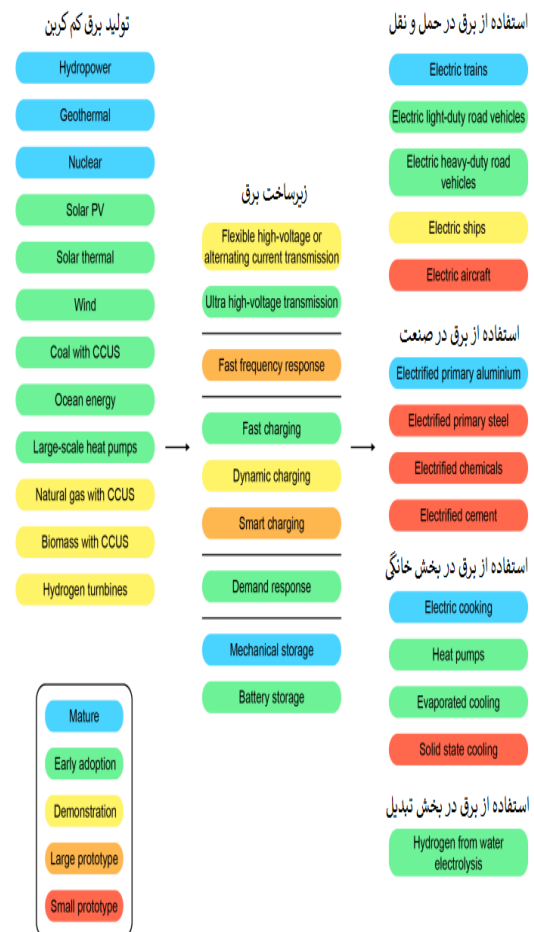 تولید برق کم کربن
Hydropower
Geothermal
Nuclear
Solar PV
Solar thermal
Wind
Coal with CCUS
Ocean energy
Large-scale heat pumps
Natural gas with CCUS
Biomass with CCUS
Hydrogen turnbines
Mature
Early adoption
Demonstration
Large prototype
Small prototype
زیرساخت برق
Flexible high-voltage or
alternating current transmission
Ultra high-voltage transmission
Fast frequency response
Fast charging
Dynamic charging
Smart charging
Demand response
Mechanical storage
Battery storage
استفاده از برق در حمل و نقل
Electric trains
Electric light-duty road vehicles
Electric heavy-duty road
vehicles
Electric ships
Electric aircraft
استفاده از برق در صنعت
Electrified primary aluminium
Electrified primary steel
Electrified chemicals
Electrified cement
استفاده از برق در بخش خانگی
Electric cooking
Heat pumps
Evaporated cooling
Solid state cooling
استفاده از برق در بخش تبدیل
Hydrogen from water
electrolysis